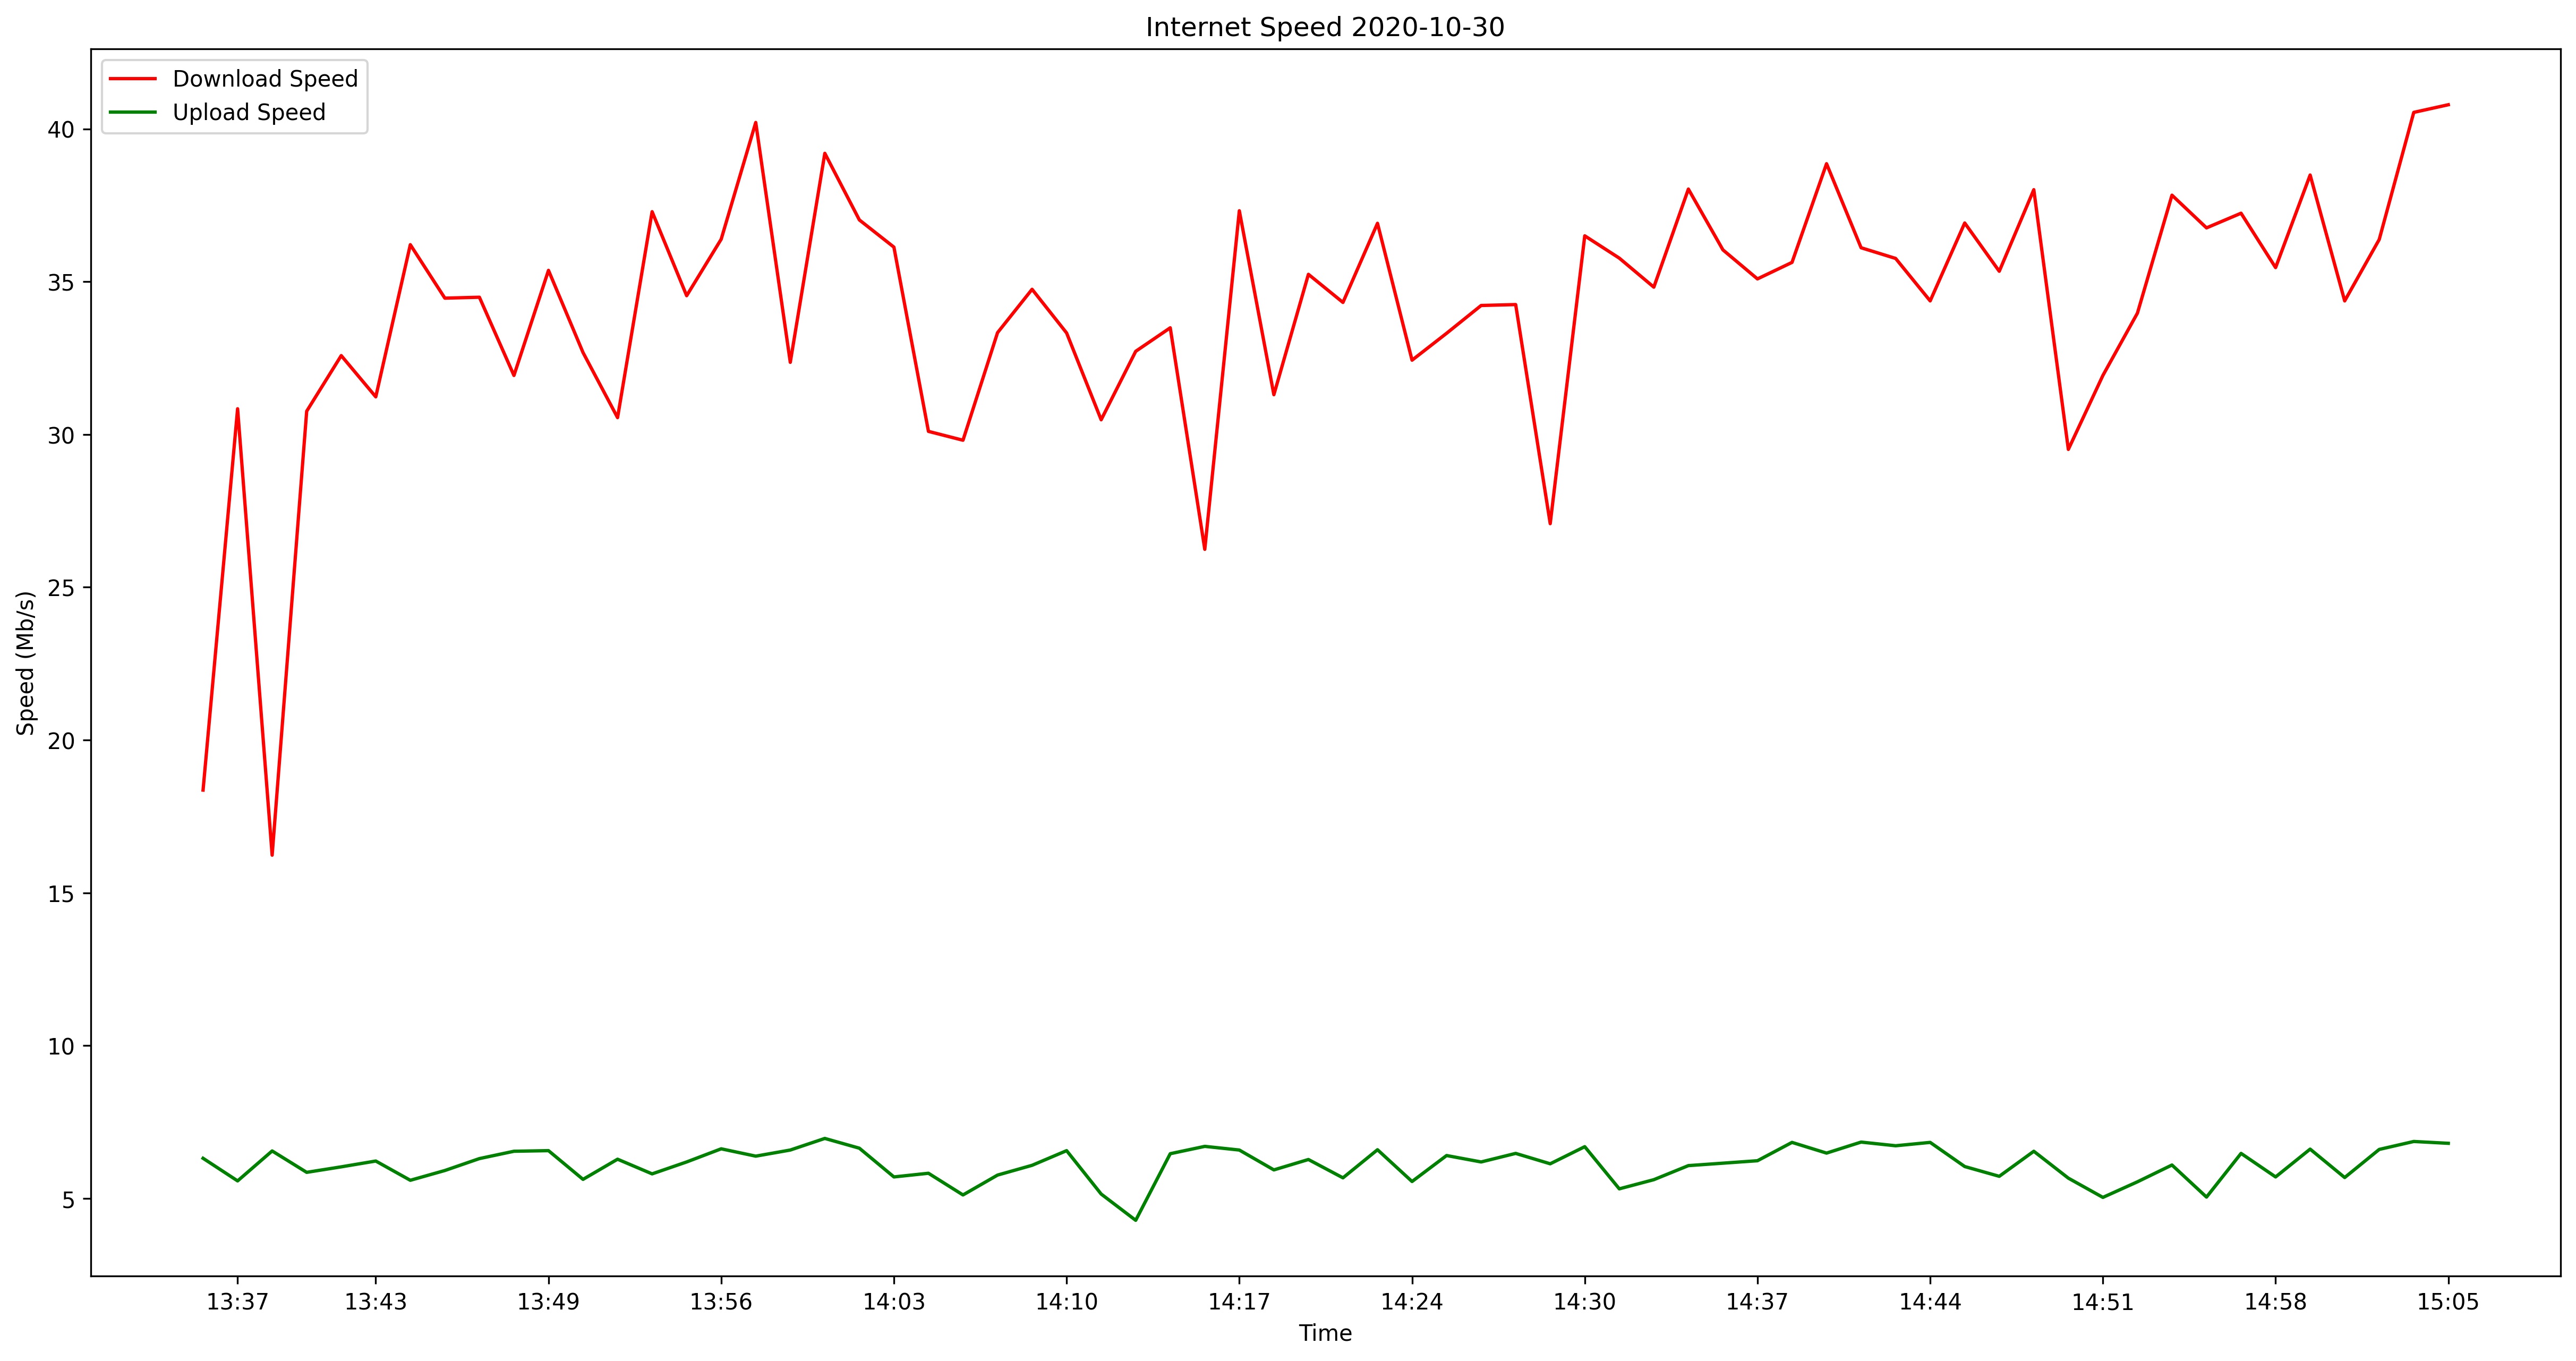 Internet Speed 2020-10-30
Download Speed
Upload Speed
40
35
30
25
20
15
10
5
Speed (Mb/s)
13:37 13:43 13:49 13:56 14:03 14:10 14:17 14:24 14:30 14:37 14:44 14:51 14:58 15:05
Time